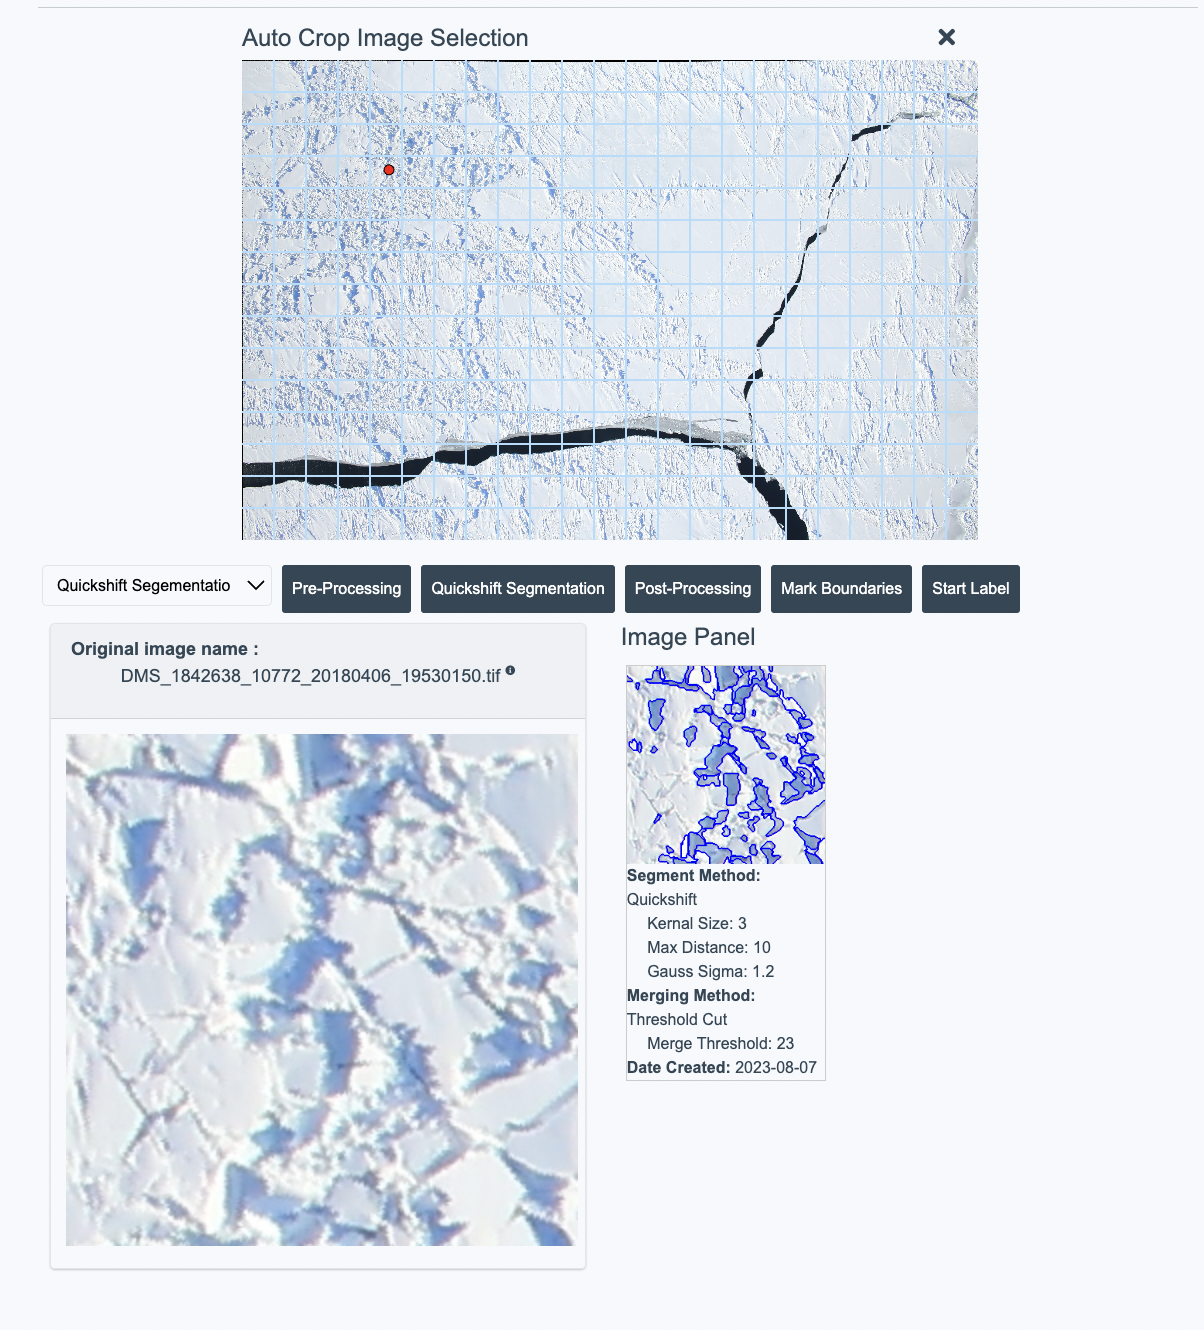 Auto Crop Image Selection
Quickshift Segementatio
Pre-Processing
Quickshift Segmentation
Post-Processing
Mark Boundaries
Start Label
Original image name :
DMS_1842638_10772_20180406_19530150.tif
Image Panel
Segment Method:
Quickshift
Kernal Size: 3
Max Distance: 10
Gauss Sigma: 1.2
Merging Method:
Threshold Cut
Merge Threshold: 23
Date Created: 2023-08-07